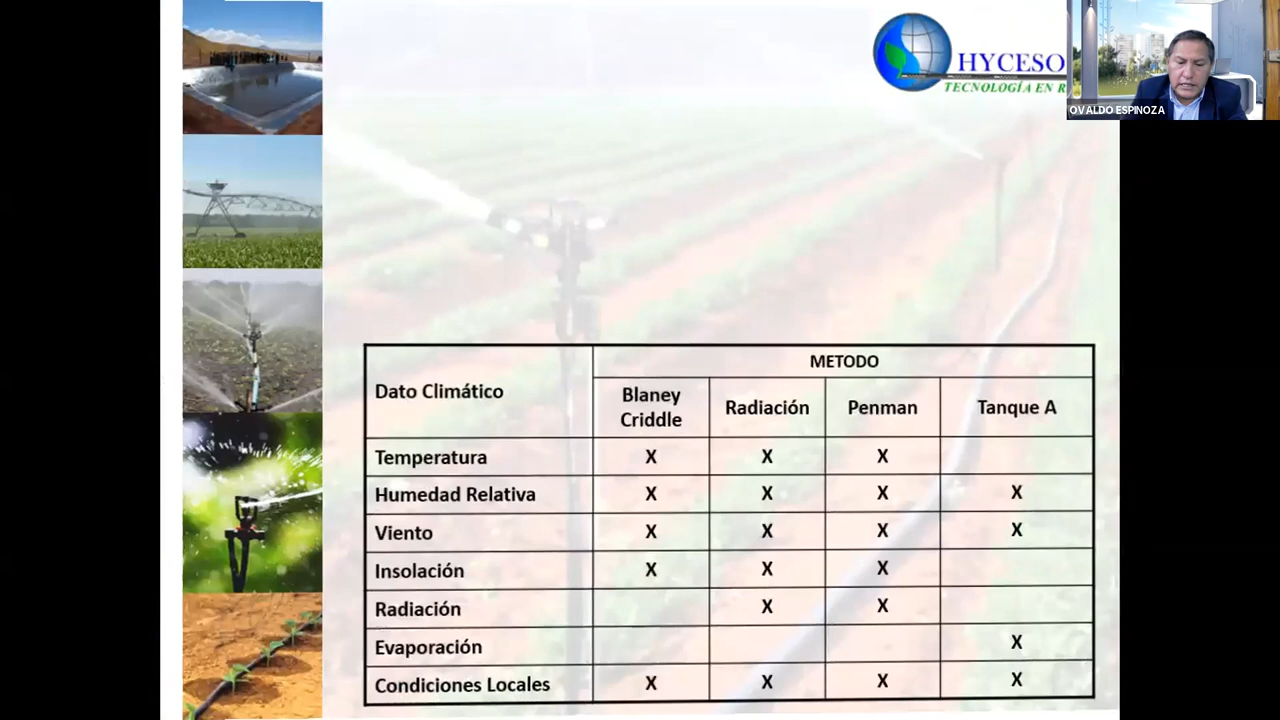 HYCESO
TECNOLOGÍA EN R
OVALDO ESPINOZA
Dato Climático
METODO
Blaney
Criddle
Radiación
Penman
Tanque A
Temperatura X X X
Humedad Relativa X X X X
Viento X X X X
Insolación X X X
Radiación X X
Evaporación X
Condiciones Locales X X X X